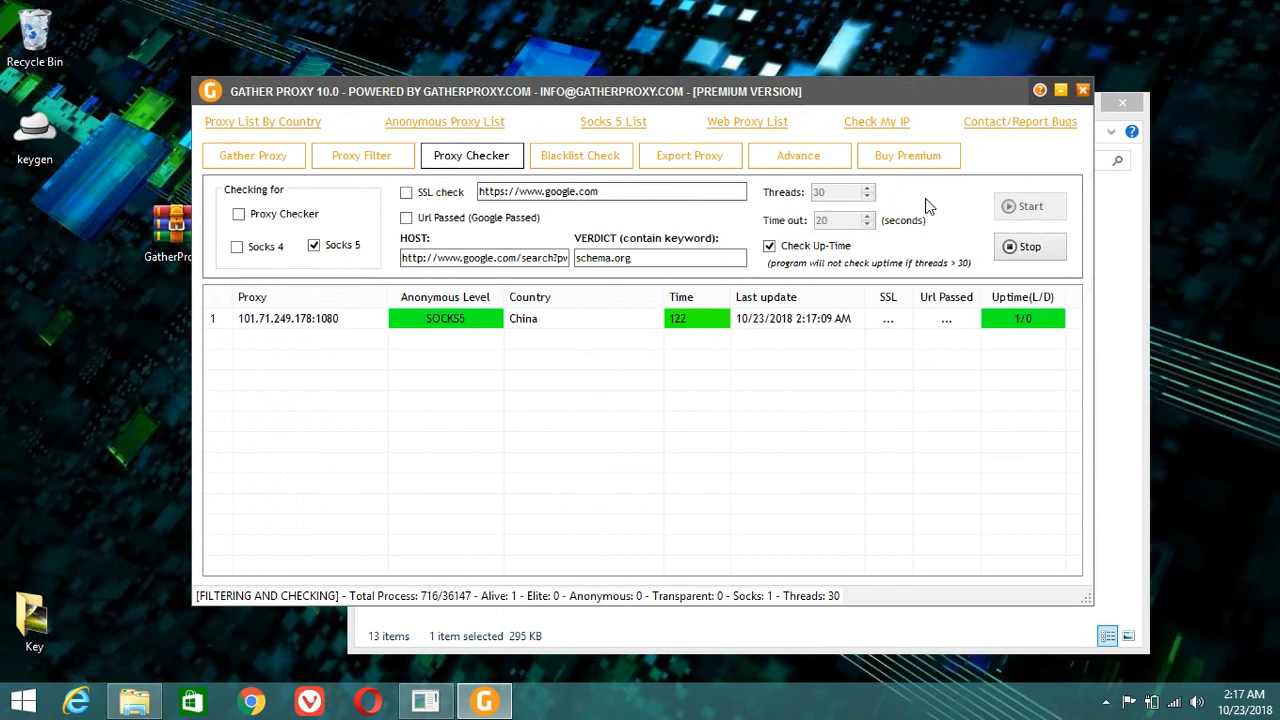 Recycle Bin
keygen
GatherPro
Key
GATHER PROXY 10.0 - POWERED BY GATHERPROXY.COM - INFO@GATHERPROXY.COM - [PREMIUM VERSION]
Proxy List By Country Anonymous Proxy List Socks 5 List Web Proxy List Check My IP Contact/Report Bugs
Gather Proxy Proxy Filter Proxy Checker Blacklist Check Export Proxy Advance Buy Premium
Checking for
Proxy Checker
Socks 4 Socks 5
SSL check https://www.google.com
Url Passed (Google Passed)
HOST: VERDICT (contain keyword):
http://www.google.com/search?pv schema.org
Threads: 30
Time out: 20 (seconds)
Check Up-Time
(program will not check uptime if threads > 30)
Start
Stop
Proxy Anonymous Level Country Time Last update SSL Url Passed Uptime(L/D)
1 101.71.249.178:1080 SOCKS5 China 122 10/23/2018 2:17:09 AM ... ... 1/0
[FILTERING AND CHECKING] - Total Process: 716/36147 - Alive: 1 - Elite: 0 - Anonymous: 0 - Transparent: 0 - Socks: 1 - Threads: 30
13 items 1 item selected 295 KB
2:17 AM
10/23/2018